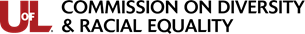 UofL COMMISSION ON DIVERSITY
& RACIAL EQUALITY